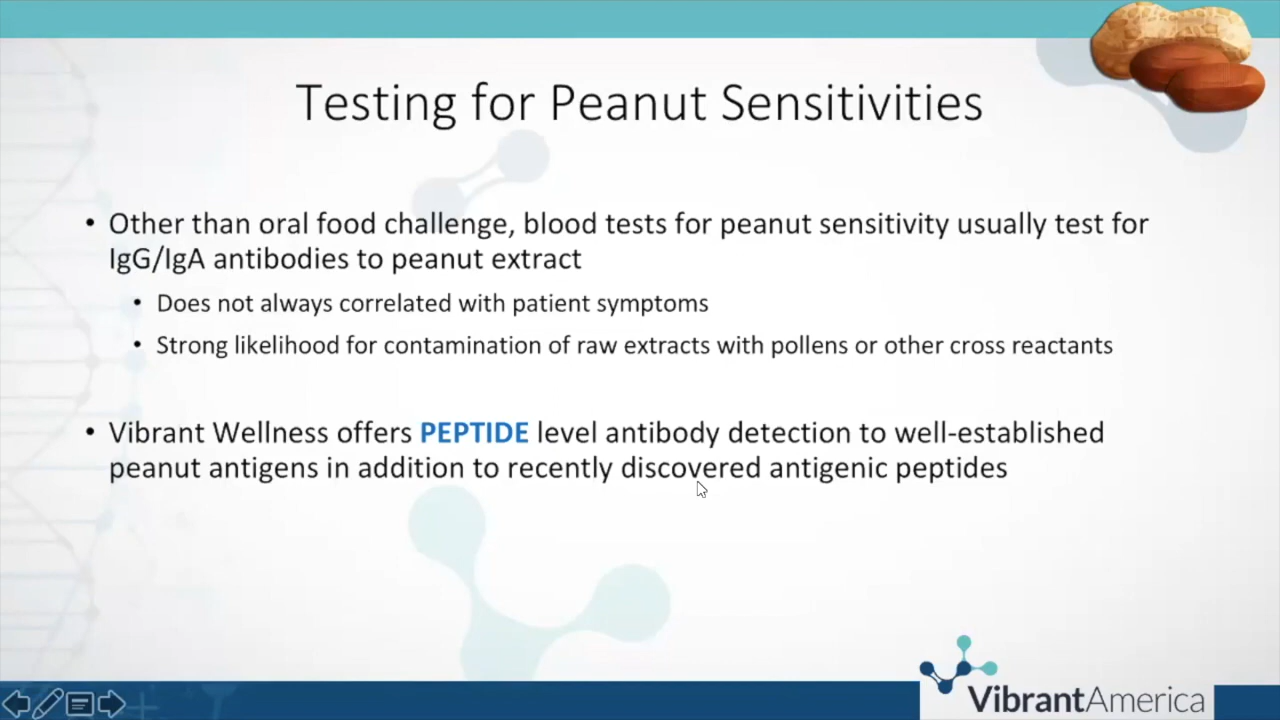 Testing for Peanut Sensitivities
• Other than oral food challenge, blood tests for peanut sensitivity usually test for
IgG/IgA antibodies to peanut extract
• Does not always correlated with patient symptoms
• Strong likelihood for contamination of raw extracts with pollens or other cross reactants
• Vibrant Wellness offers PEPTIDE level antibody detection to well-established
peanut antigens in addition to recently discovered antigenic peptides
VibrantAmerica